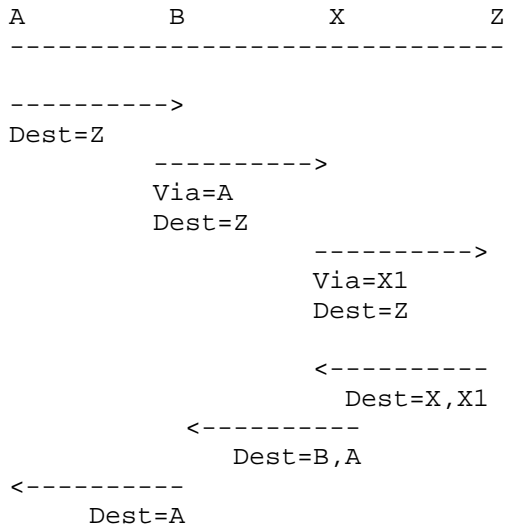 A B X Z
--------------------------------
---------->
Dest=Z
---------->
Via=A
Dest=Z
---------->
Via=X1
Dest=Z
<----------
Dest=X,X1
<----------
Dest=B,A
<----------
Dest=A